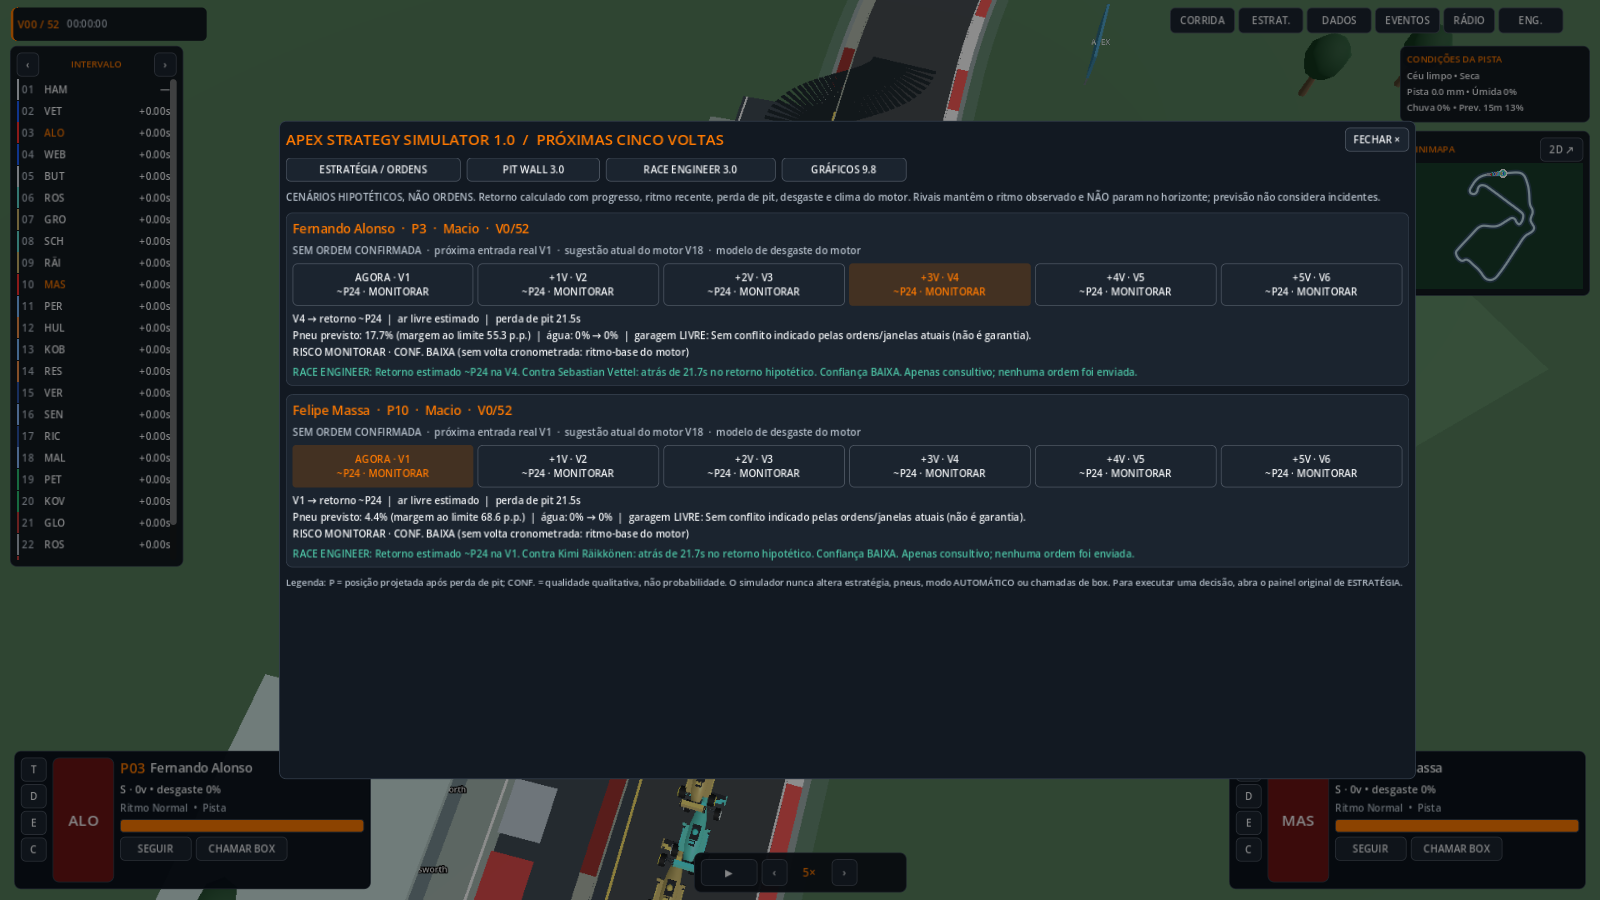 V00 / 52 00:00:00
CORRIDA ESTRAT. DADOS EVENTOS RÁDIO ENG.
‹ INTERVALO ›
01 HAM —
02 VET +0.00s
03 ALO +0.00s
04 WEB +0.00s
05 BUT +0.00s
06 ROS +0.00s
07 GRO +0.00s
08 SCH +0.00s
09 RÄI +0.00s
10 MAS +0.00s
11 PER +0.00s
12 HUL +0.00s
13 KOB +0.00s
14 RES +0.00s
15 VER +0.00s
16 SEN +0.00s
17 RIC +0.00s
18 MAL +0.00s
19 PET +0.00s
20 KOV +0.00s
21 GLO +0.00s
22 ROS +0.00s
CONDIÇÕES DA PISTA
Céu limpo • Seca
Pista 0.0 mm • Úmida 0%
Chuva 0% • Prev. 15m 13%
INIMAPA 2D ↗
APEX STRATEGY SIMULATOR 1.0 / PRÓXIMAS CINCO VOLTAS FECHAR ×
ESTRATÉGIA / ORDENS PIT WALL 3.0 RACE ENGINEER 3.0 GRÁFICOS 9.8
CENÁRIOS HIPOTÉTICOS, NÃO ORDENS. Retorno calculado com progresso, ritmo recente, perda de pit, desgaste e clima do motor. Rivais mantêm o ritmo observado e NÃO param no horizonte; previsão não considera incidentes.
Fernando Alonso · P3 · Macio · V0/52
SEM ORDEM CONFIRMADA · próxima entrada real V1 · sugestão atual do motor V18 · modelo de desgaste do motor
AGORA · V1 +1V · V2 +2V · V3 +3V · V4 +4V · V5 +5V · V6
~P24 · MONITORAR ~P24 · MONITORAR ~P24 · MONITORAR ~P24 · MONITORAR ~P24 · MONITORAR ~P24 · MONITORAR
V4 → retorno ~P24 | ar livre estimado | perda de pit 21.5s
Pneu previsto: 17.7% (margem ao limite 55.3 p.p.) | água: 0% → 0% | garagem LIVRE: Sem conflito indicado pelas ordens/janelas atuais (não é garantia).
RISCO MONITORAR · CONF. BAIXA (sem volta cronometrada: ritmo-base do motor)
RACE ENGINEER: Retorno estimado ~P24 na V4. Contra Sebastian Vettel: atrás de 21.7s no retorno hipotético. Confiança BAIXA. Apenas consultivo; nenhuma ordem foi enviada.
Felipe Massa · P10 · Macio · V0/52
SEM ORDEM CONFIRMADA · próxima entrada real V1 · sugestão atual do motor V18 · modelo de desgaste do motor
AGORA · V1 +1V · V2 +2V · V3 +3V · V4 +4V · V5 +5V · V6
~P24 · MONITORAR ~P24 · MONITORAR ~P24 · MONITORAR ~P24 · MONITORAR ~P24 · MONITORAR ~P24 · MONITORAR
V1 → retorno ~P24 | ar livre estimado | perda de pit 21.5s
Pneu previsto: 4.4% (margem ao limite 68.6 p.p.) | água: 0% → 0% | garagem LIVRE: Sem conflito indicado pelas ordens/janelas atuais (não é garantia).
RISCO MONITORAR · CONF. BAIXA (sem volta cronometrada: ritmo-base do motor)
RACE ENGINEER: Retorno estimado ~P24 na V1. Contra Kimi Räikkönen: atrás de 21.7s no retorno hipotético. Confiança BAIXA. Apenas consultivo; nenhuma ordem foi enviada.
Legenda: P = posição projetada após perda de pit; CONF. = qualidade qualitativa, não probabilidade. O simulador nunca altera estratégia, pneus, modo AUTOMÁTICO ou chamadas de box. Para executar uma decisão, abra o painel original de ESTRATÉGIA.
T D E C
ALO
P03 Fernando Alonso
S · 0v • desgaste 0%
Ritmo Normal • Pista
SEGUIR CHAMAR BOX
orth
sworth
▶ ‹ 5× ›
D E C
MAS
assa
S · 0v • desgaste 0%
Ritmo Normal • Pista
SEGUIR CHAMAR BOX